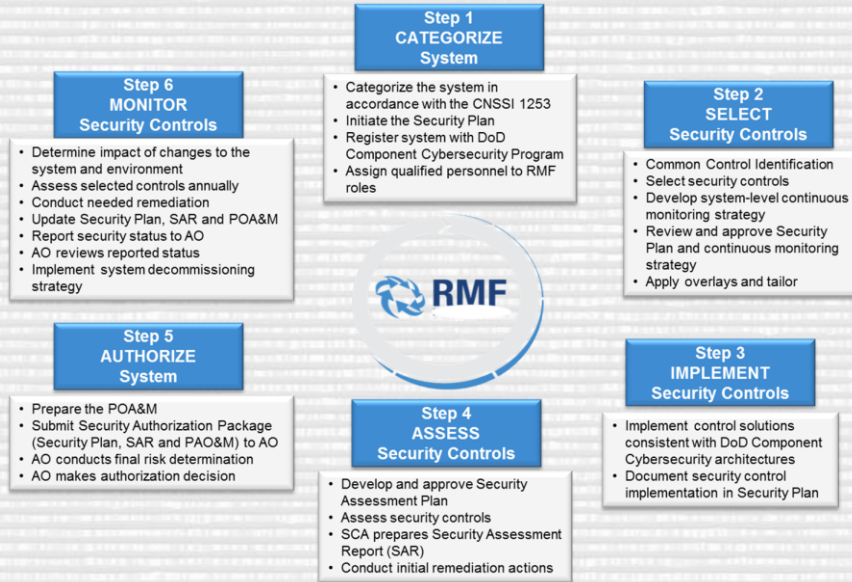 Step 1
CATEGORIZE
System
• Categorize the system in
accordance with the CNSSI 1253
• Initiate the Security Plan
• Register system with DoD
Component Cybersecurity Program
• Assign qualified personnel to RMF
roles
Step 2
SELECT
Security Controls
• Common Control Identification
• Select security controls
• Develop system-level continuous
monitoring strategy
• Review and approve Security
Plan and continuous monitoring
strategy
• Apply overlays and tailor
Step 3
IMPLEMENT
Security Controls
• Implement control solutions
consistent with DoD Component
Cybersecurity architectures
• Document security control
implementation in Security Plan
Step 4
ASSESS
Security Controls
• Develop and approve Security
Assessment Plan
• Assess security controls
• SCA prepares Security Assessment
Report (SAR)
• Conduct initial remediation actions
Step 5
AUTHORIZE
System
• Prepare the POA&M
• Submit Security Authorization Package
(Security Plan, SAR and PAO&M) to AO
• AO conducts final risk determination
• AO makes authorization decision
Step 6
MONITOR
Security Controls
• Determine impact of changes to the
system and environment
• Assess selected controls annually
• Conduct needed remediation
• Update Security Plan, SAR and POA&M
• Report security status to AO
• AO reviews reported status
• Implement system decommissioning
strategy
RMF